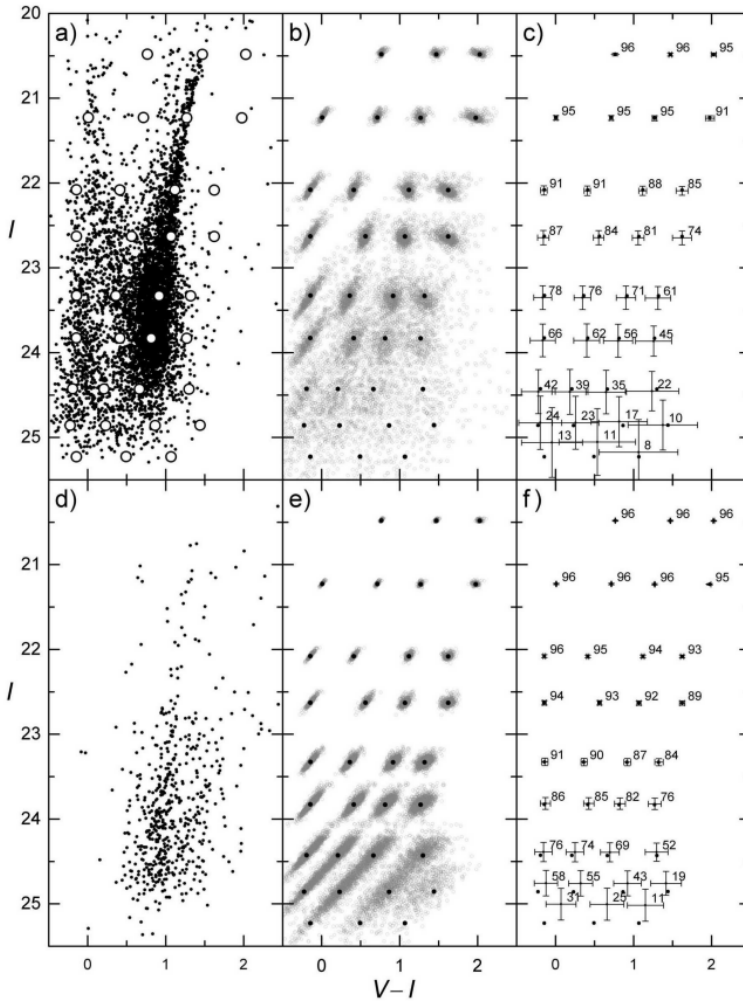 20
a)
b)
c)
96 96 95
21
95 95 95 91
22
91 91 88 85
I
87 84 81 74
23
78 76 71 61
24
66 62 56 45
42 39 35 22
24 23 17 10
25
13 11 8
d)
e)
f)
96 96 96
21
96 96 96 95
22
96 95 94 93
I
94 93 92 89
23
91 90 87 84
24
86 85 82 76
76 74 69 52
58 55 43 19
25
31 25 11
0 1 2 0 1 2 0 1 2
V–I